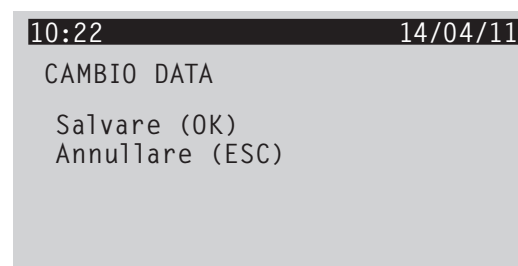 10:22 14/04/11
CAMBIO DATA
Salvare (OK)
Annullare (ESC)